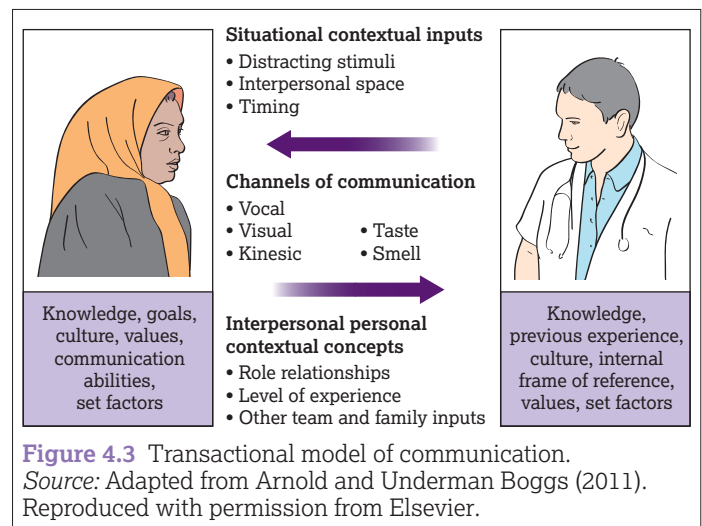 Situational contextual inputs
• Distracting stimuli
• Interpersonal space
• Timing
Channels of communication
• Vocal
• Visual
• Kinesic
• Taste
• Smell
Interpersonal personal
contextual concepts
• Role relationships
• Level of experience
• Other team and family inputs
Knowledge, goals,
culture, values,
communication
abilities,
set factors
Knowledge,
previous experience,
culture, internal
frame of reference,
values, set factors
Figure 4.3 Transactional model of communication.
Source: Adapted from Arnold and Underman Boggs (2011).
Reproduced with permission from Elsevier.